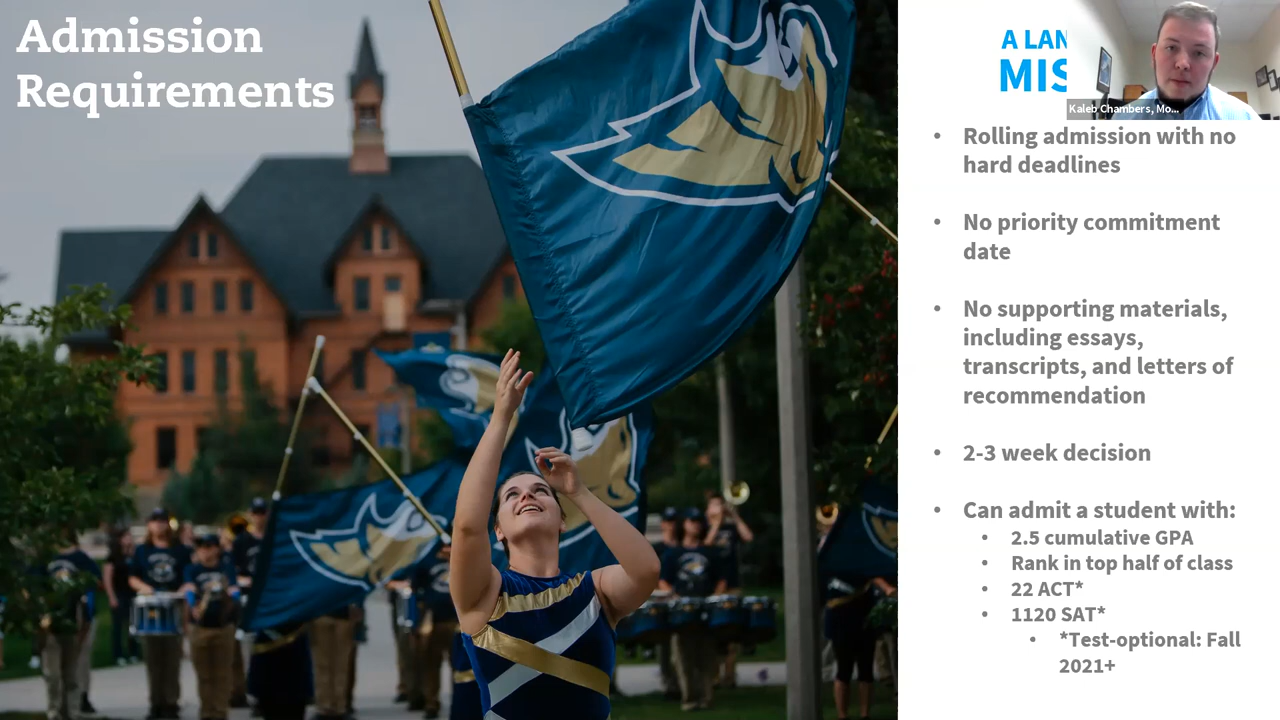 Admission
Requirements
A LAN
MIS
Kaleb Chambers, Mo...
• Rolling admission with no
hard deadlines
• No priority commitment
date
• No supporting materials,
including essays,
transcripts, and letters of
recommendation
• 2-3 week decision
• Can admit a student with:
• 2.5 cumulative GPA
• Rank in top half of class
• 22 ACT*
• 1120 SAT*
• *Test-optional: Fall
2021+